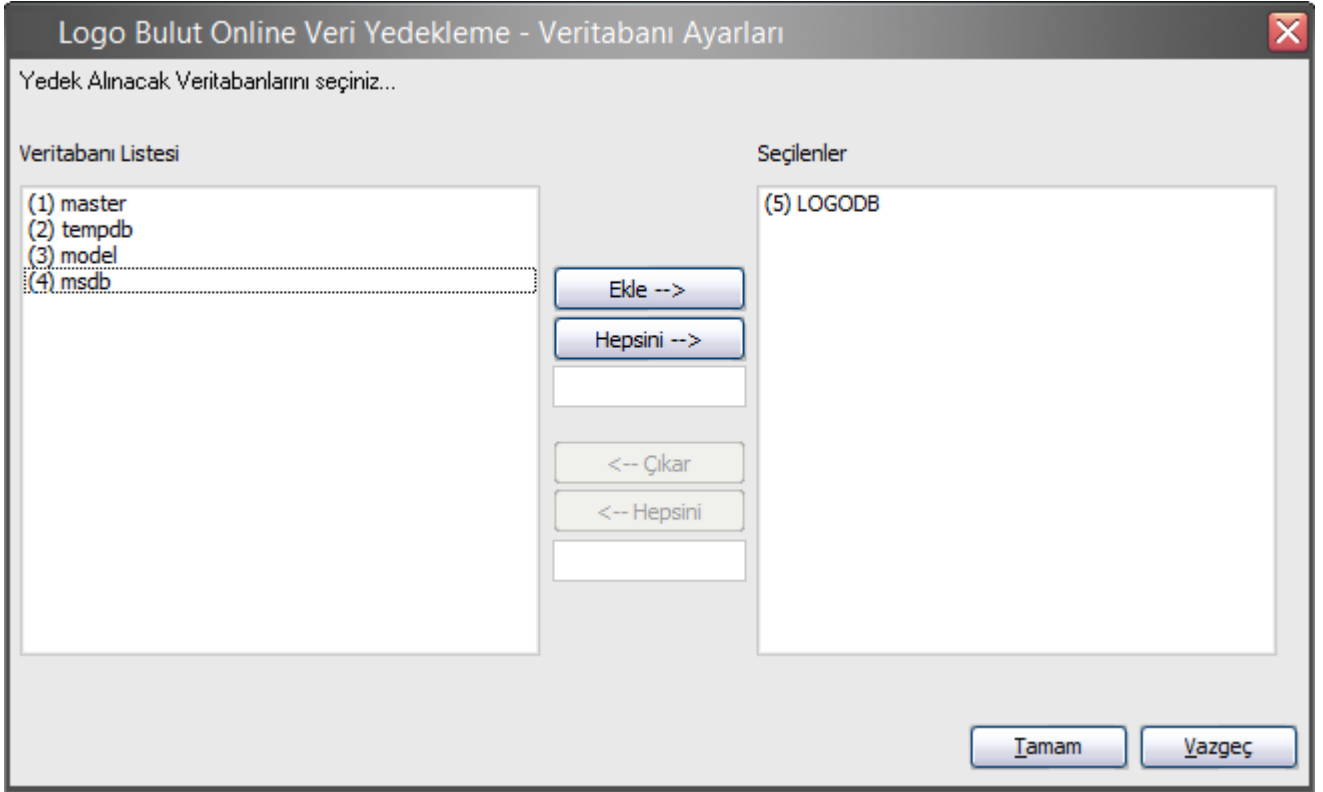 Logo Bulut Online Veri Yedekleme - Veritabanı Ayarları
Yedek Alınacak Veritabanlarını seçiniz...
Veritabanı Listesi
(1) master
(2) tempdb
(3) model
(4) msdb
Ekle -->
Hepsini -->
<-- Çıkar
<-- Hepsini
Seçilenler
(5) LOGODB
Tamam
Vazgeç